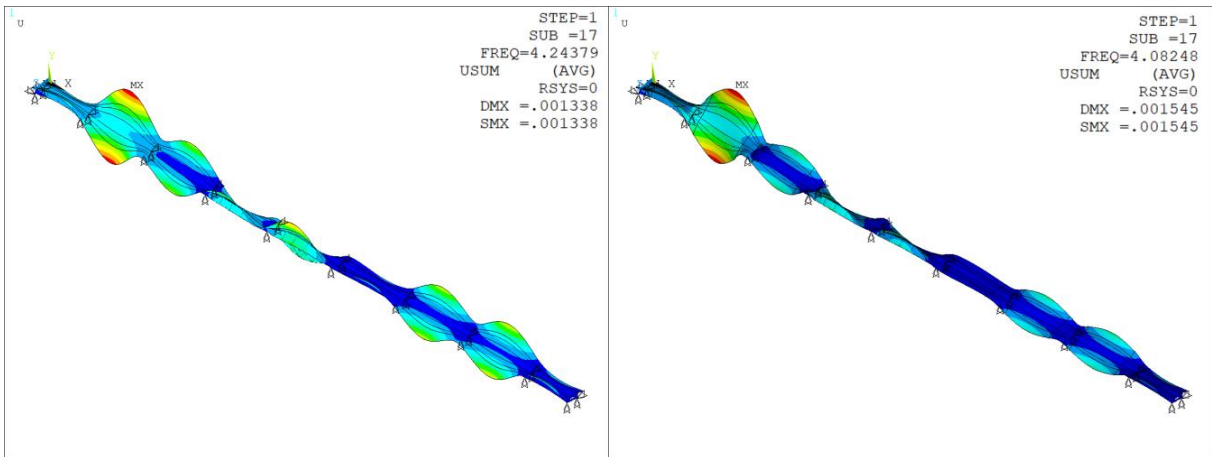 1
U
STEP=1
SUB =17
FREQ=4.24379
USUM (AVG)
RSYS=0
DMX =.001338
SMX =.001338
Y
X
MX
1
U
STEP=1
SUB =17
FREQ=4.08248
USUM (AVG)
RSYS=0
DMX =.001545
SMX =.001545
Y
X
MX